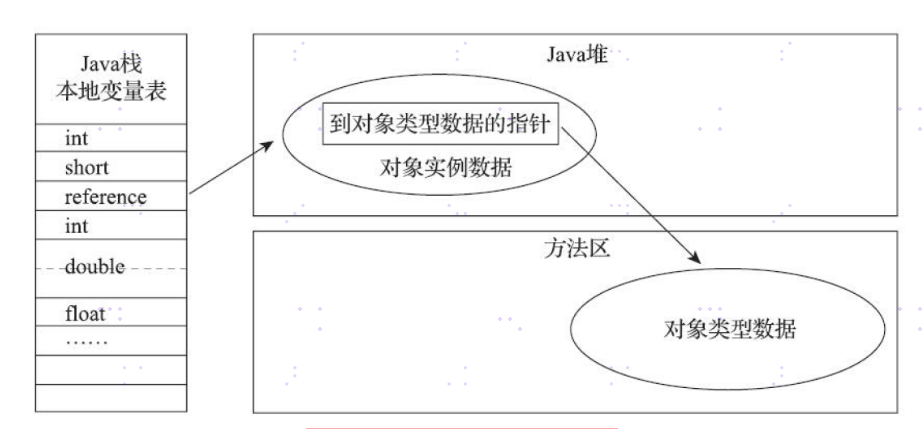 Java栈
本地变量表
int
short
reference
int
double
float
……
Java堆
到对象类型数据的指针
对象实例数据
方法区
对象类型数据